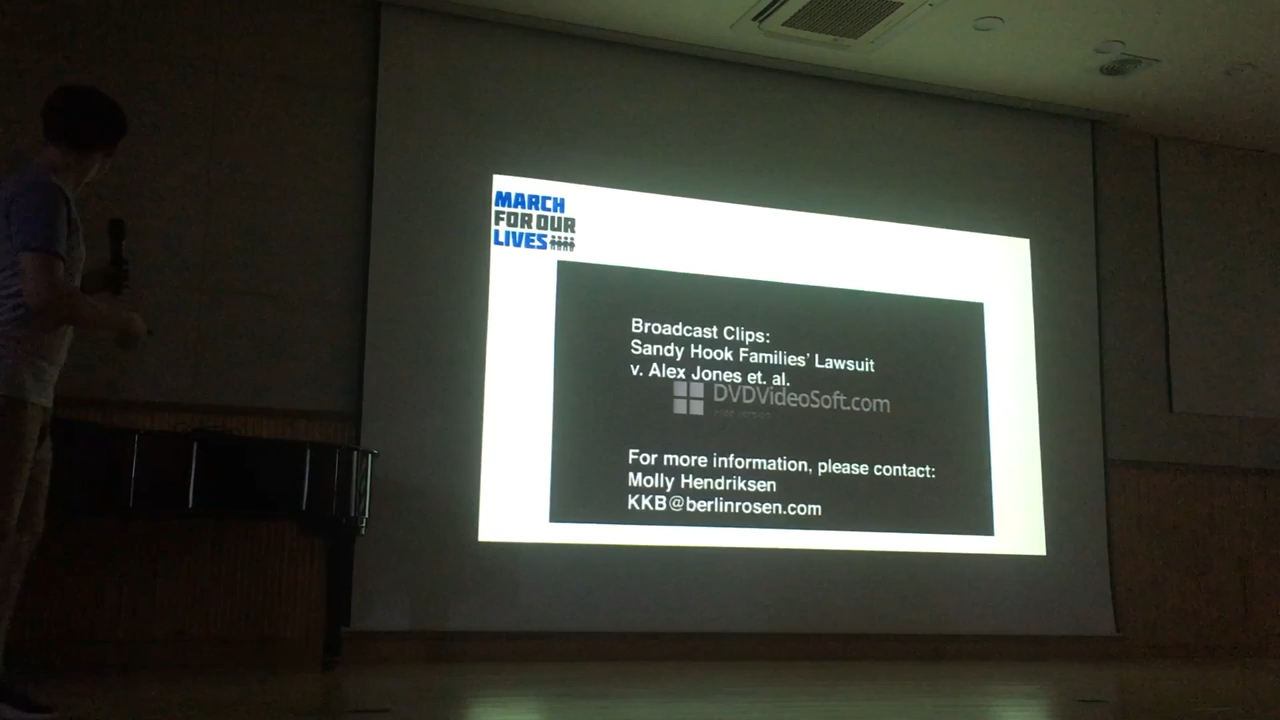 MARCH
FOR OUR
LIVES
Broadcast Clips:
Sandy Hook Families' Lawsuit
v. Alex Jones et. al.
DVDVideoSoft.com
For more information, please contact:
Molly Hendriksen
KKB@berlinrosen.com